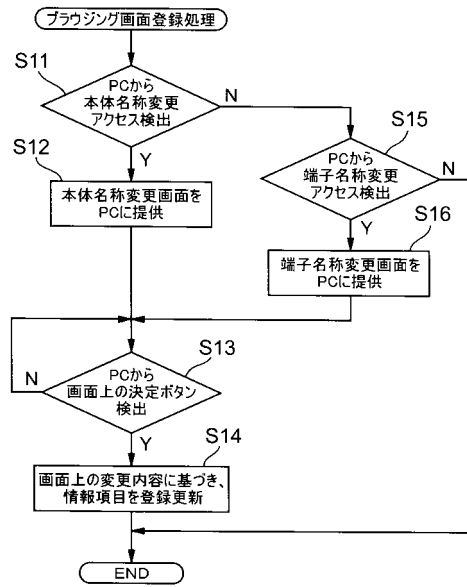 ブラウジング画面登録処理
S11
PCから
本体名称変更
アクセス検出
N
Y
S12
本体名称変更画面を
PCに提供
S15
PCから
端子名称変更
アクセス検出
N
Y
S16
端子名称変更画面を
PCに提供
S13
PCから
画面上の決定ボタン
検出
N
Y
S14
画面上の変更内容に基づき、
情報項目を登録更新
END